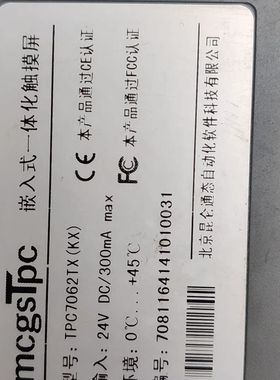 mcgsTpc 嵌入式一体化触摸屏
CE 本产品通过CE认证
FC 本产品通过FCC认证
型号: TPC7062TX(KX)
输入: 24V DC/300mA max
环境: 0℃...+45℃
编号: 7081164141010031
北京昆仑通态自动化软件科技有限公司